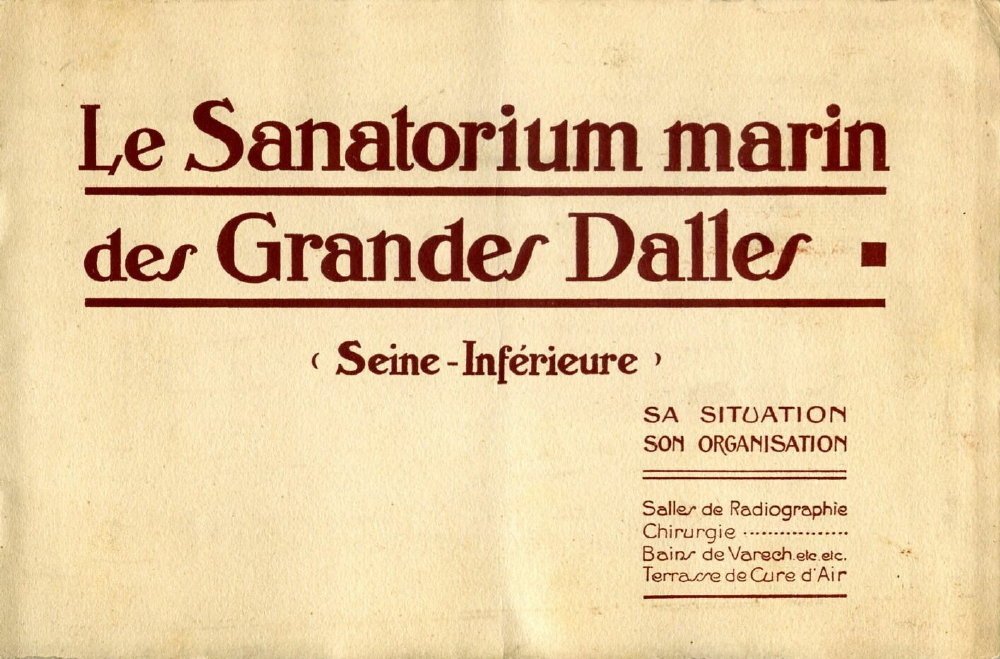 Le Sanatorium marin
des Grandes Dalles
( Seine-Inférieure )
SA SITUATION
SON ORGANISATION
Salles de Radiographie
Chirurgie ...............
Bains de Varech.etc.etc.
Terrasse de Cure d'Air